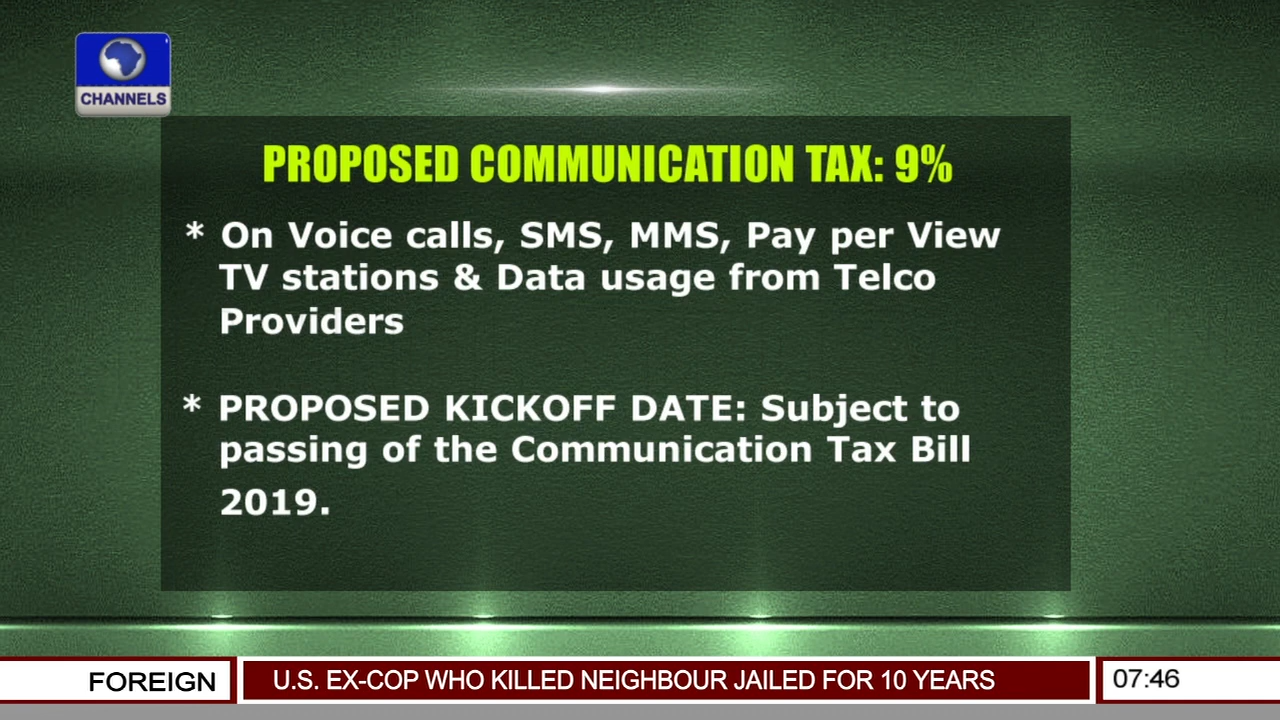 CHANNELS
PROPOSED COMMUNICATION TAX: 9%
* On Voice calls, SMS, MMS, Pay per View
TV stations & Data usage from Telco
Providers
* PROPOSED KICKOFF DATE: Subject to
passing of the Communication Tax Bill
2019.
FOREIGN
U.S. EX-COP WHO KILLED NEIGHBOUR JAILED FOR 10 YEARS
07:46